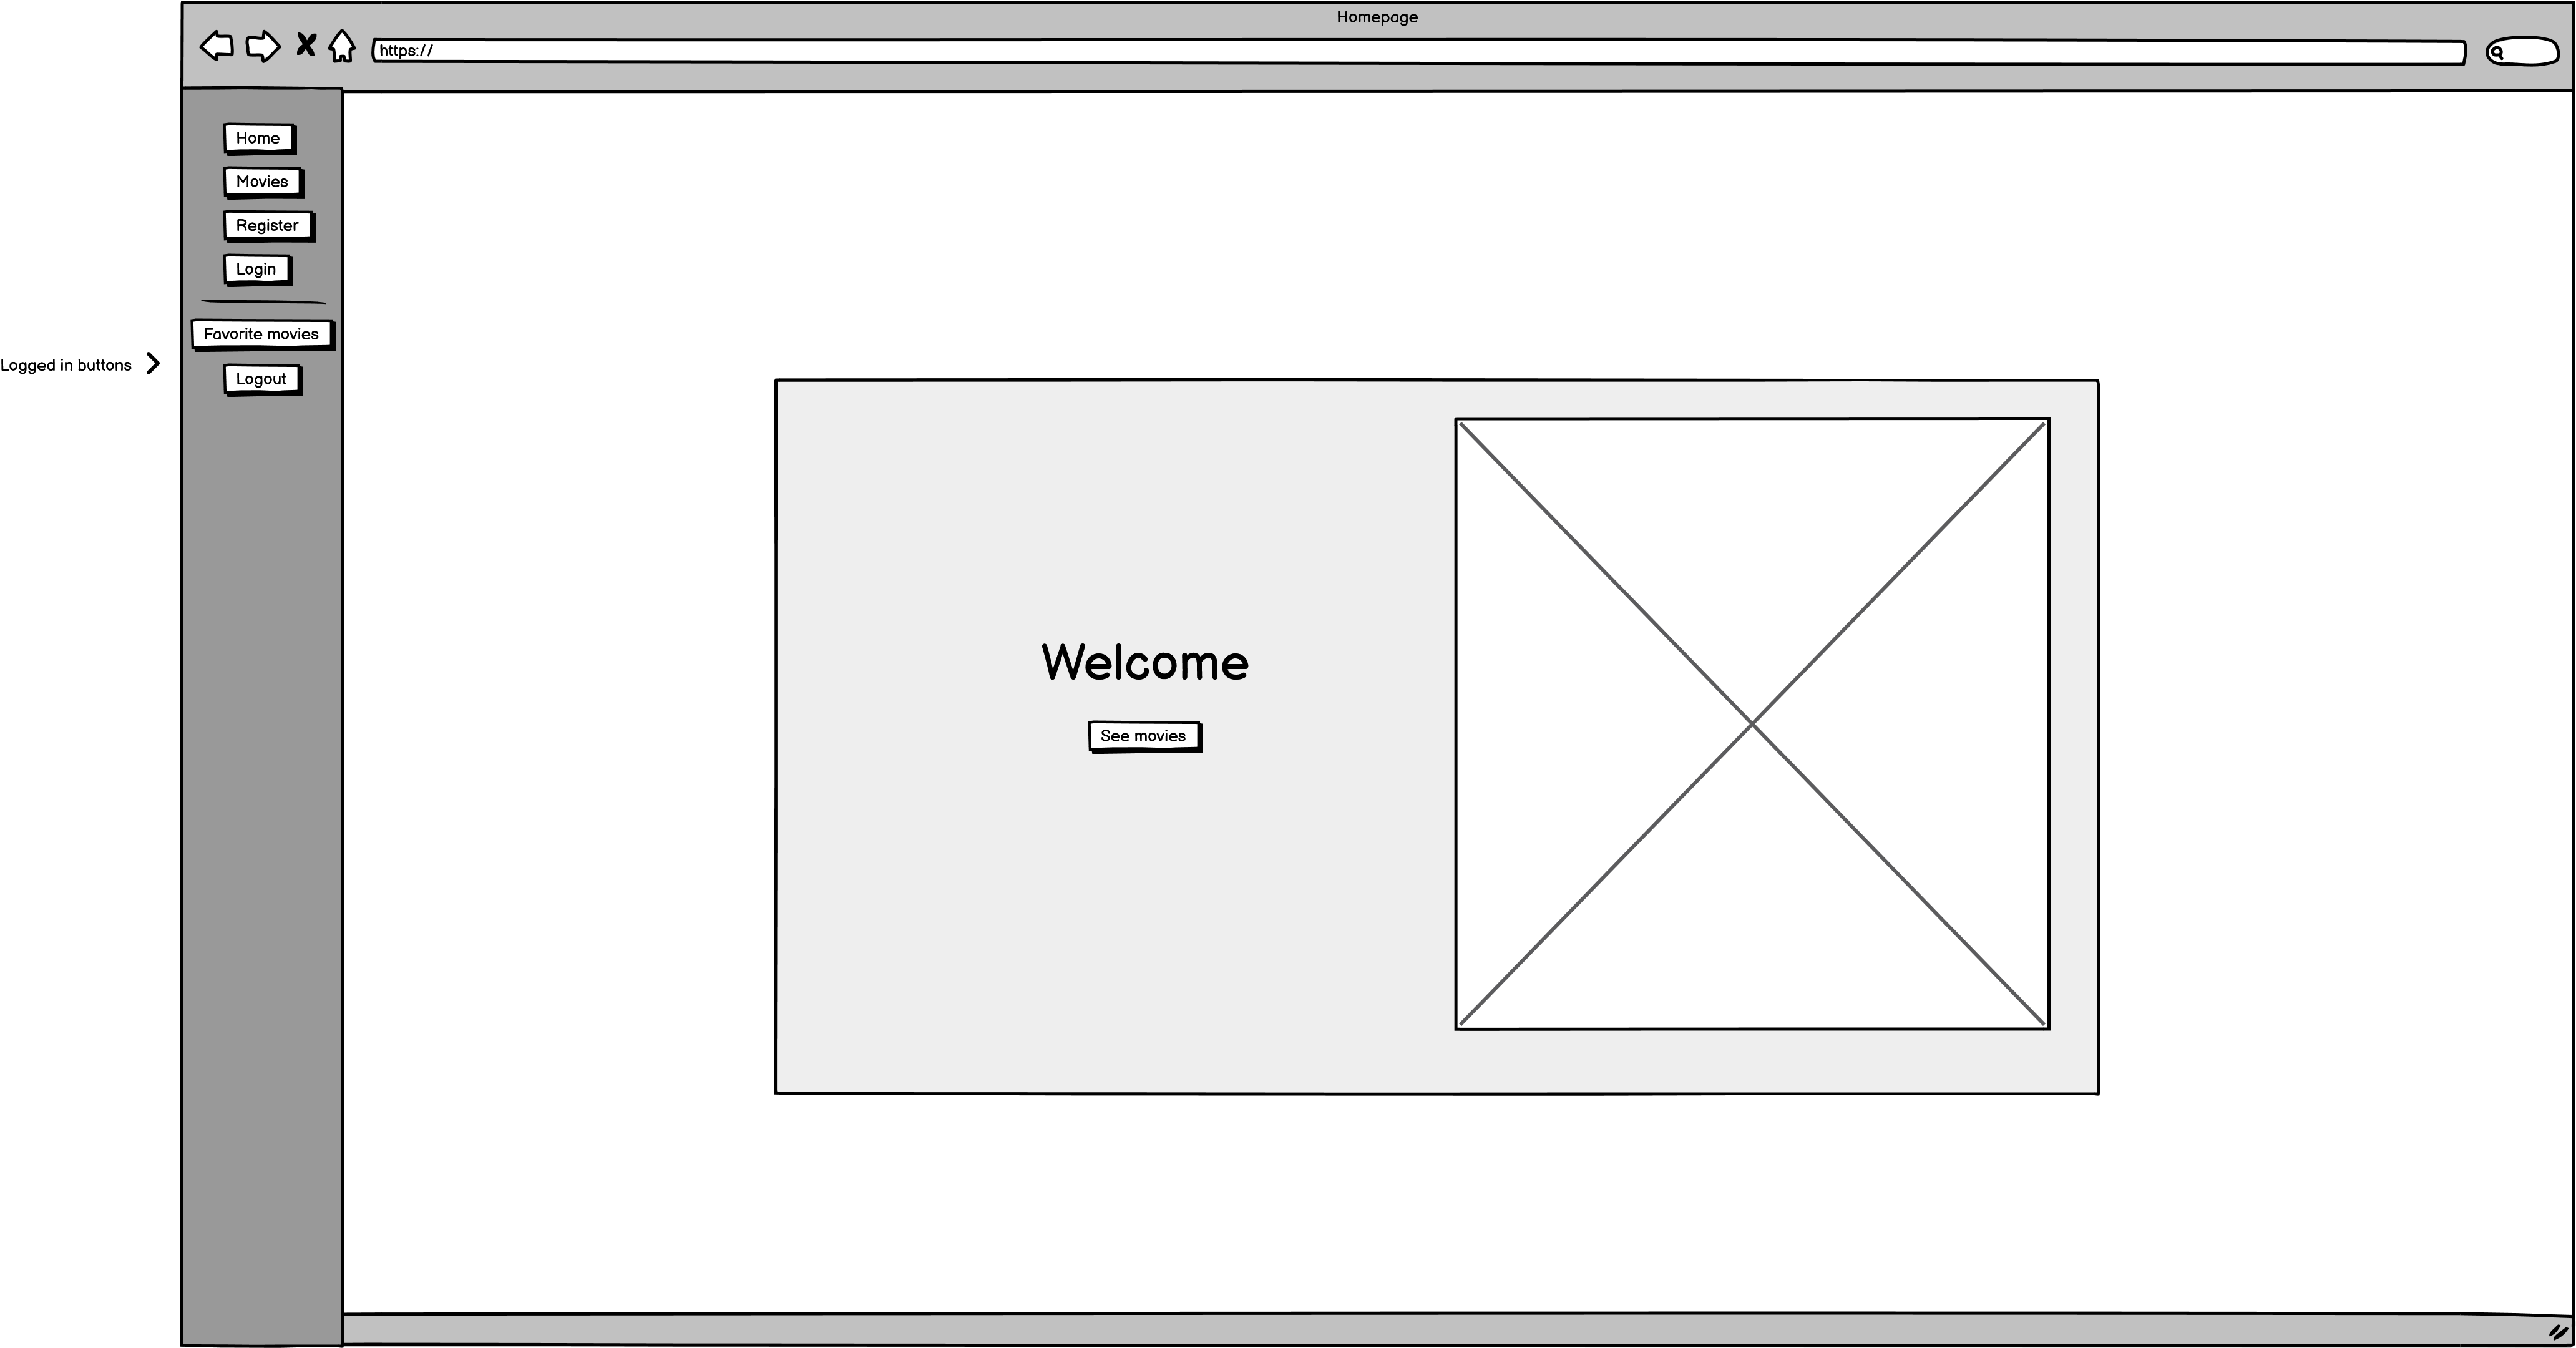 Homepage
https://
Home
Movies
Register
Login
Favorite movies
Logged in buttons
Logout
Welcome
See movies